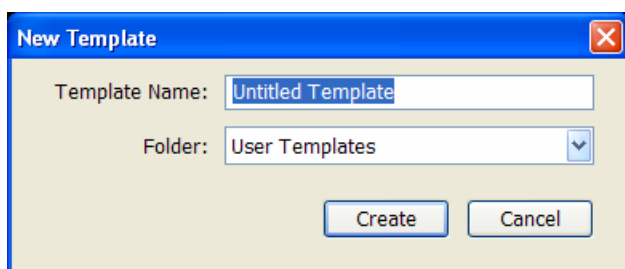 New Template
Template Name: Untitled Template
Folder: User Templates
Create Cancel